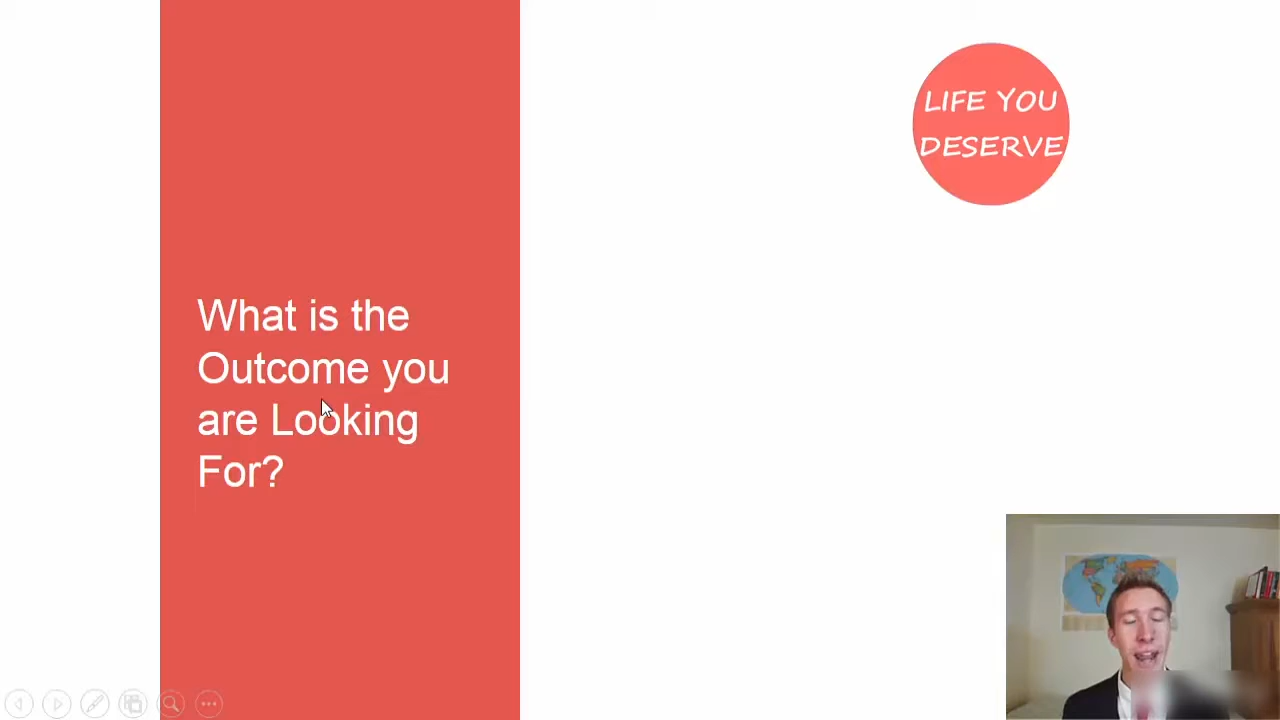 What is the
Outcome you
are Looking
For?
LIFE YOU
DESERVE